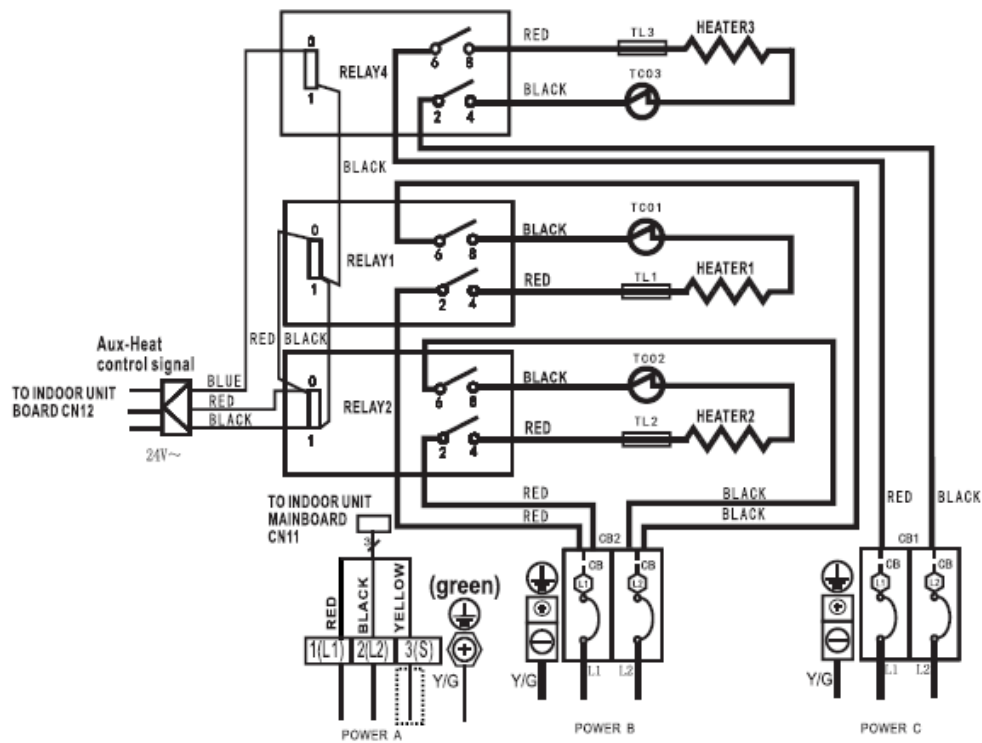 RED
TL3
HEATER3
0
6
8
RELAY4
BLACK
TCO3
1
2
4
BLACK
TCO1
0
BLACK
6
8
RELAY1
HEATER1
RED
TL1
1
2
4
RED BLACK
Aux-Heat
control signal
TCO2
0
BLUE
BLACK
6
8
TO INDOOR UNIT
BOARD CN12
RED
RELAY2
HEATER2
BLACK
RED
TL2
1
2
4
24V~
RED
BLACK
RED
BLACK
TO INDOOR UNIT
MAINBOARD
CN11
RED
BLACK
3
CB2
CB1
CB
CB
CB
CB
(green)
L1
L2
L1
L2
RED
BLACK
YELLOW
1(L1)
2(L2)
3(S)
Y/G
Y/G
L1
L2
Y/G
L1
L2
POWER A
POWER B
POWER C